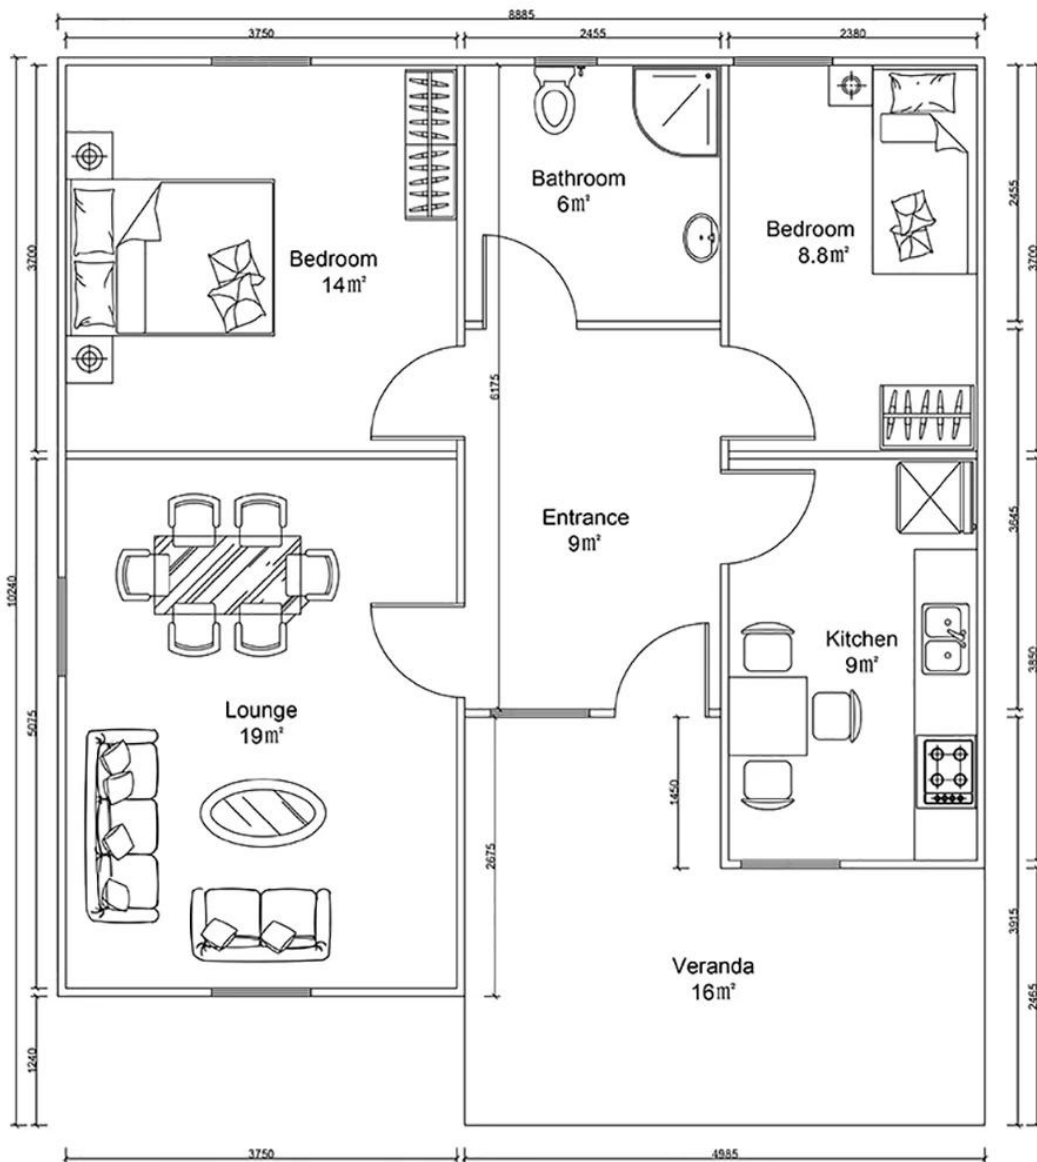 8885
3750
2455
2380
Bathroom
6m²
Bedroom
14m²
Bedroom
8.8m²
3700
2455
3700
6175
Entrance
9m²
3645
10240
Kitchen
9m²
3850
Lounge
19m²
5075
1450
2675
Veranda
16m²
3915
2465
1240
3750
4985